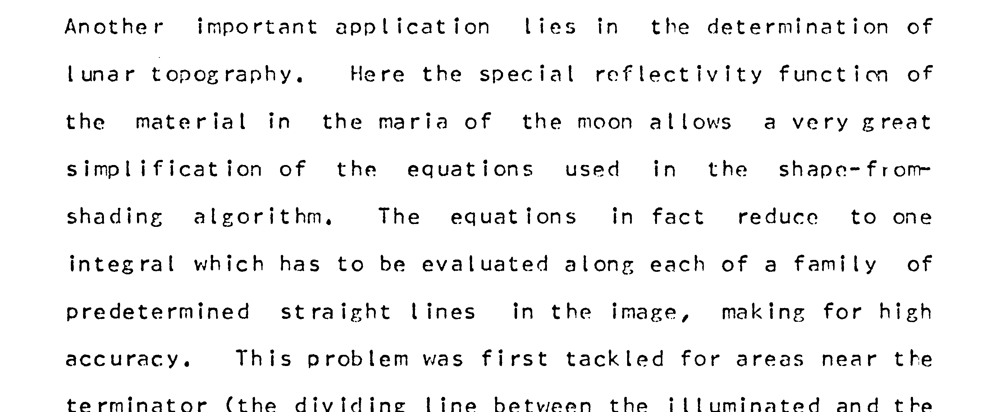 Another important application lies in the determination of
lunar topography. Here the special reflectivity function of
the material in the maria of the moon allows a very great
simplification of the equations used in the shape-from-
shading algorithm. The equations in fact reduce to one
integral which has to be evaluated along each of a family of
predetermined straight lines in the image, making for high
accuracy. This problem was first tackled for areas near the
terminator (the dividing line between the illuminated and the